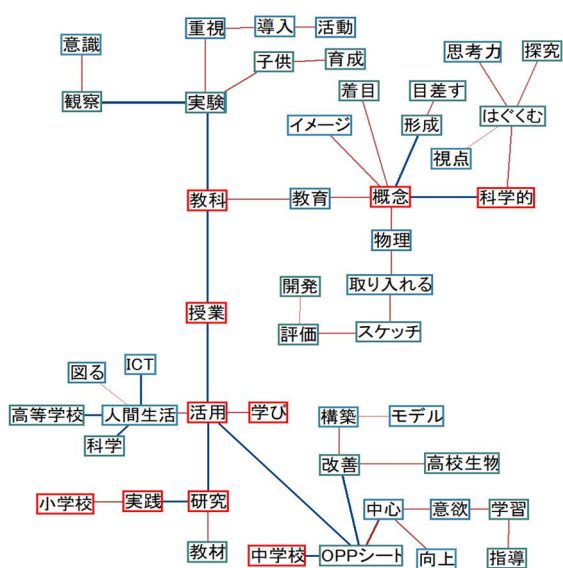 重視
導入
活動
意識
子供
育成
思考力
探究
観察
実験
着目
目差す
はぐくむ
イメージ
形成
視点
教科
教育
概念
科学的
物理
開発
取り入れる
授業
評価
スケッチ
ICT
図る
高等学校
人間生活
活用
学び
構築
モデル
科学
改善
高校生物
小学校
実践
研究
中心
意欲
学習
教材
中学校
OPPシート
向上
指導